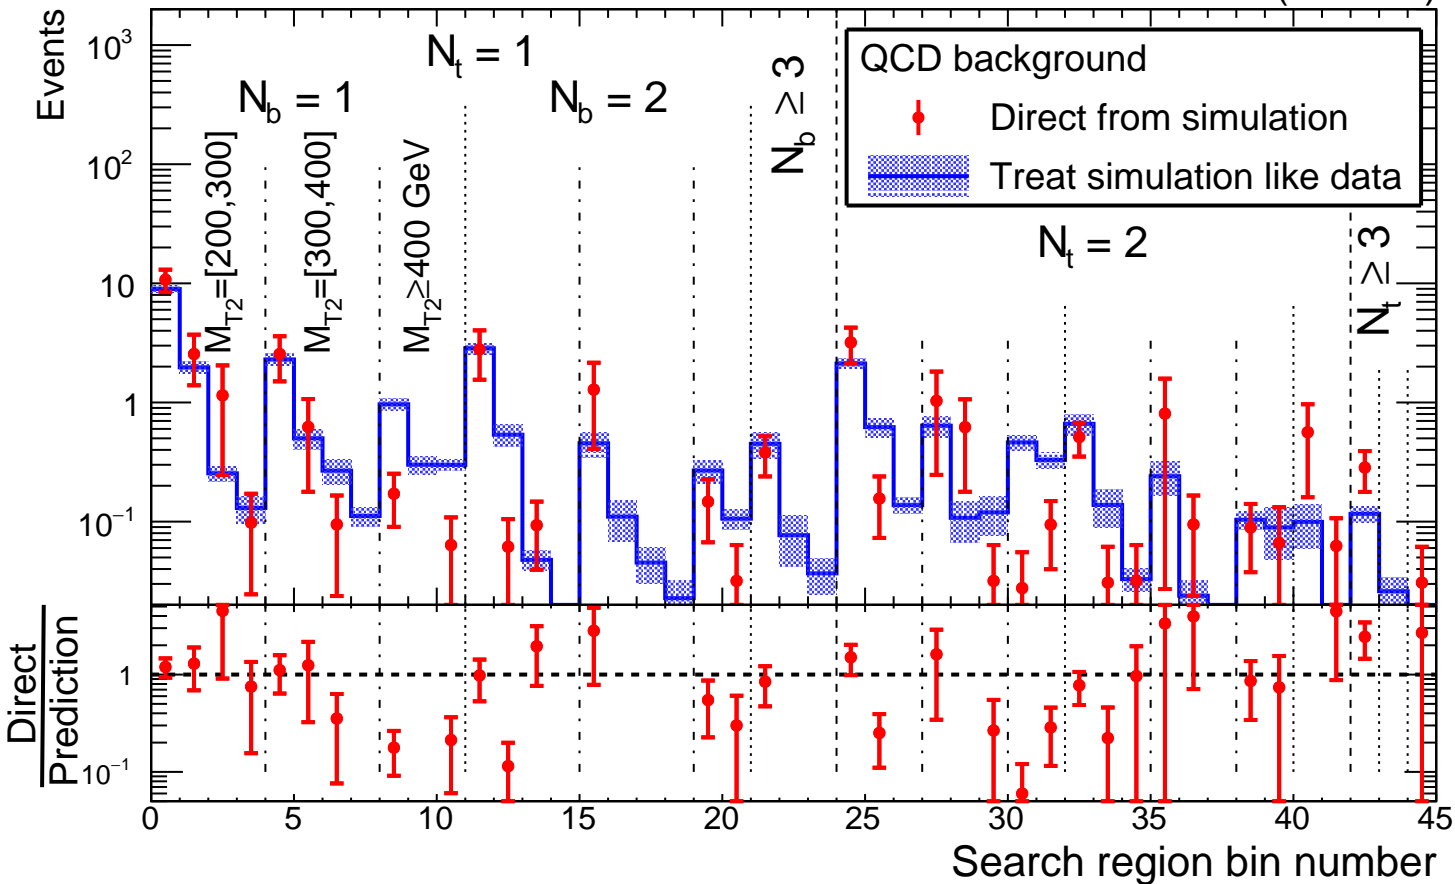 Events
10³
10²
10
1
10⁻¹
N_t = 1
N_b = 1
N_b = 2
N_b ≥ 3
M_T2=[200,300]
M_T2=[300,400]
M_T2≥400 GeV
QCD background
Direct from simulation
Treat simulation like data
N_t = 2
N_t ≥ 3
Direct
Prediction
1
10⁻¹
0 5 10 15 20 25 30 35 40 45
Search region bin number